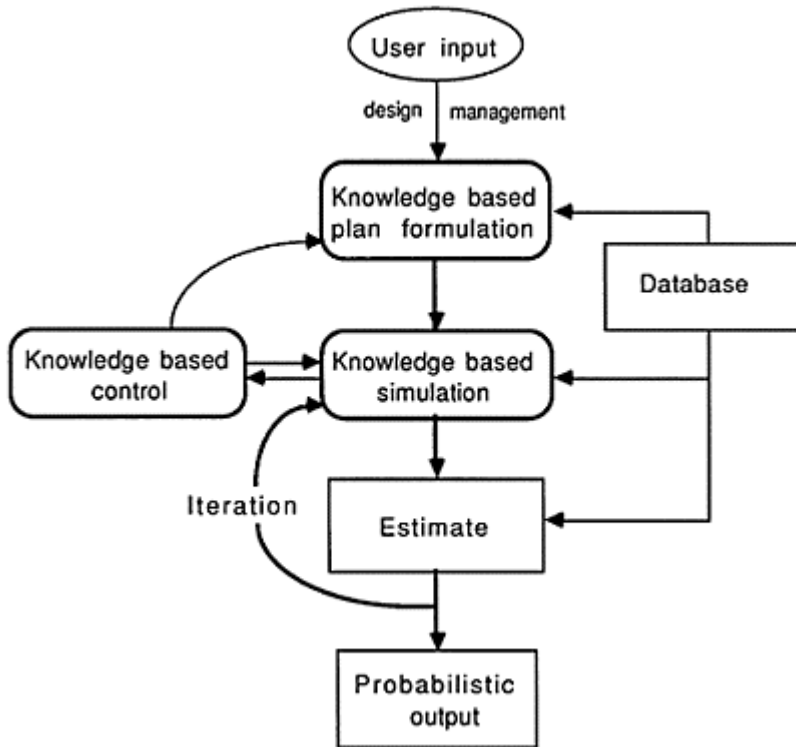 User input
design management
Knowledge based
plan formulation
Database
Knowledge based
control
Knowledge based
simulation
Iteration
Estimate
Probabilistic
output